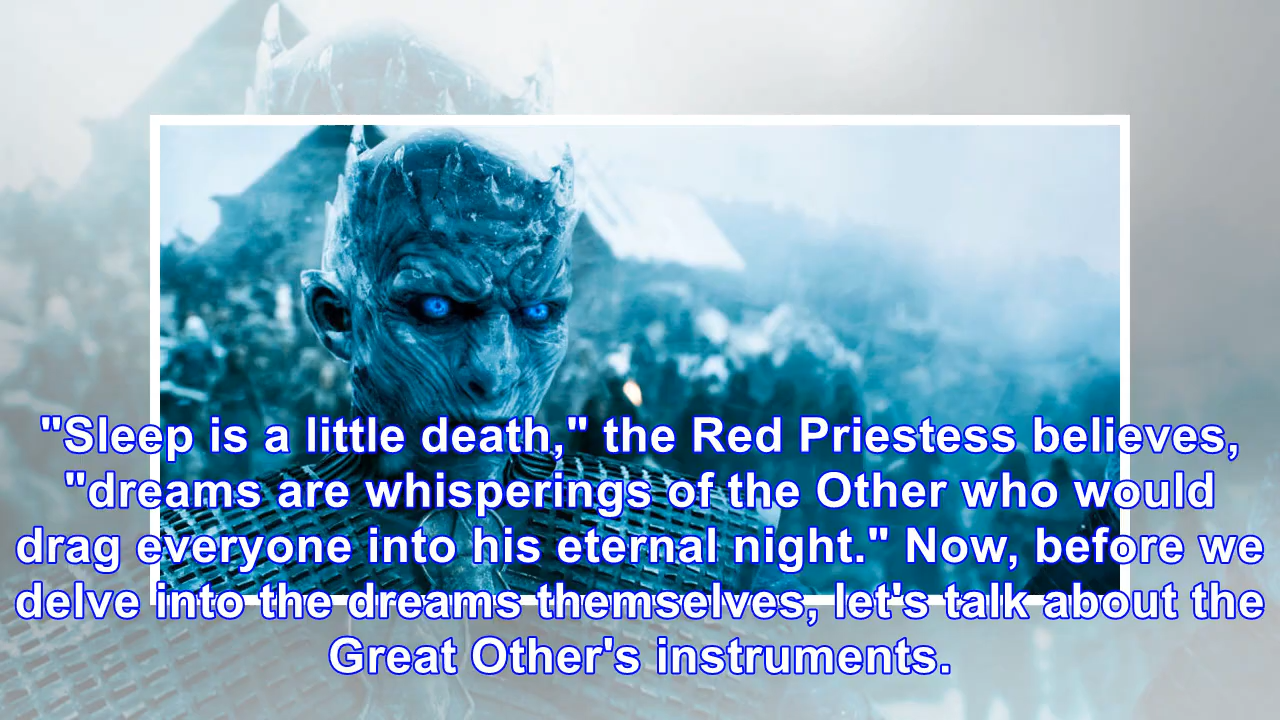 "Sleep is a little death," the Red Priestess believes,
"dreams are whisperings of the Other who would
drag everyone into his eternal night." Now, before we
delve into the dreams themselves, let's talk about the
Great Other's instruments.